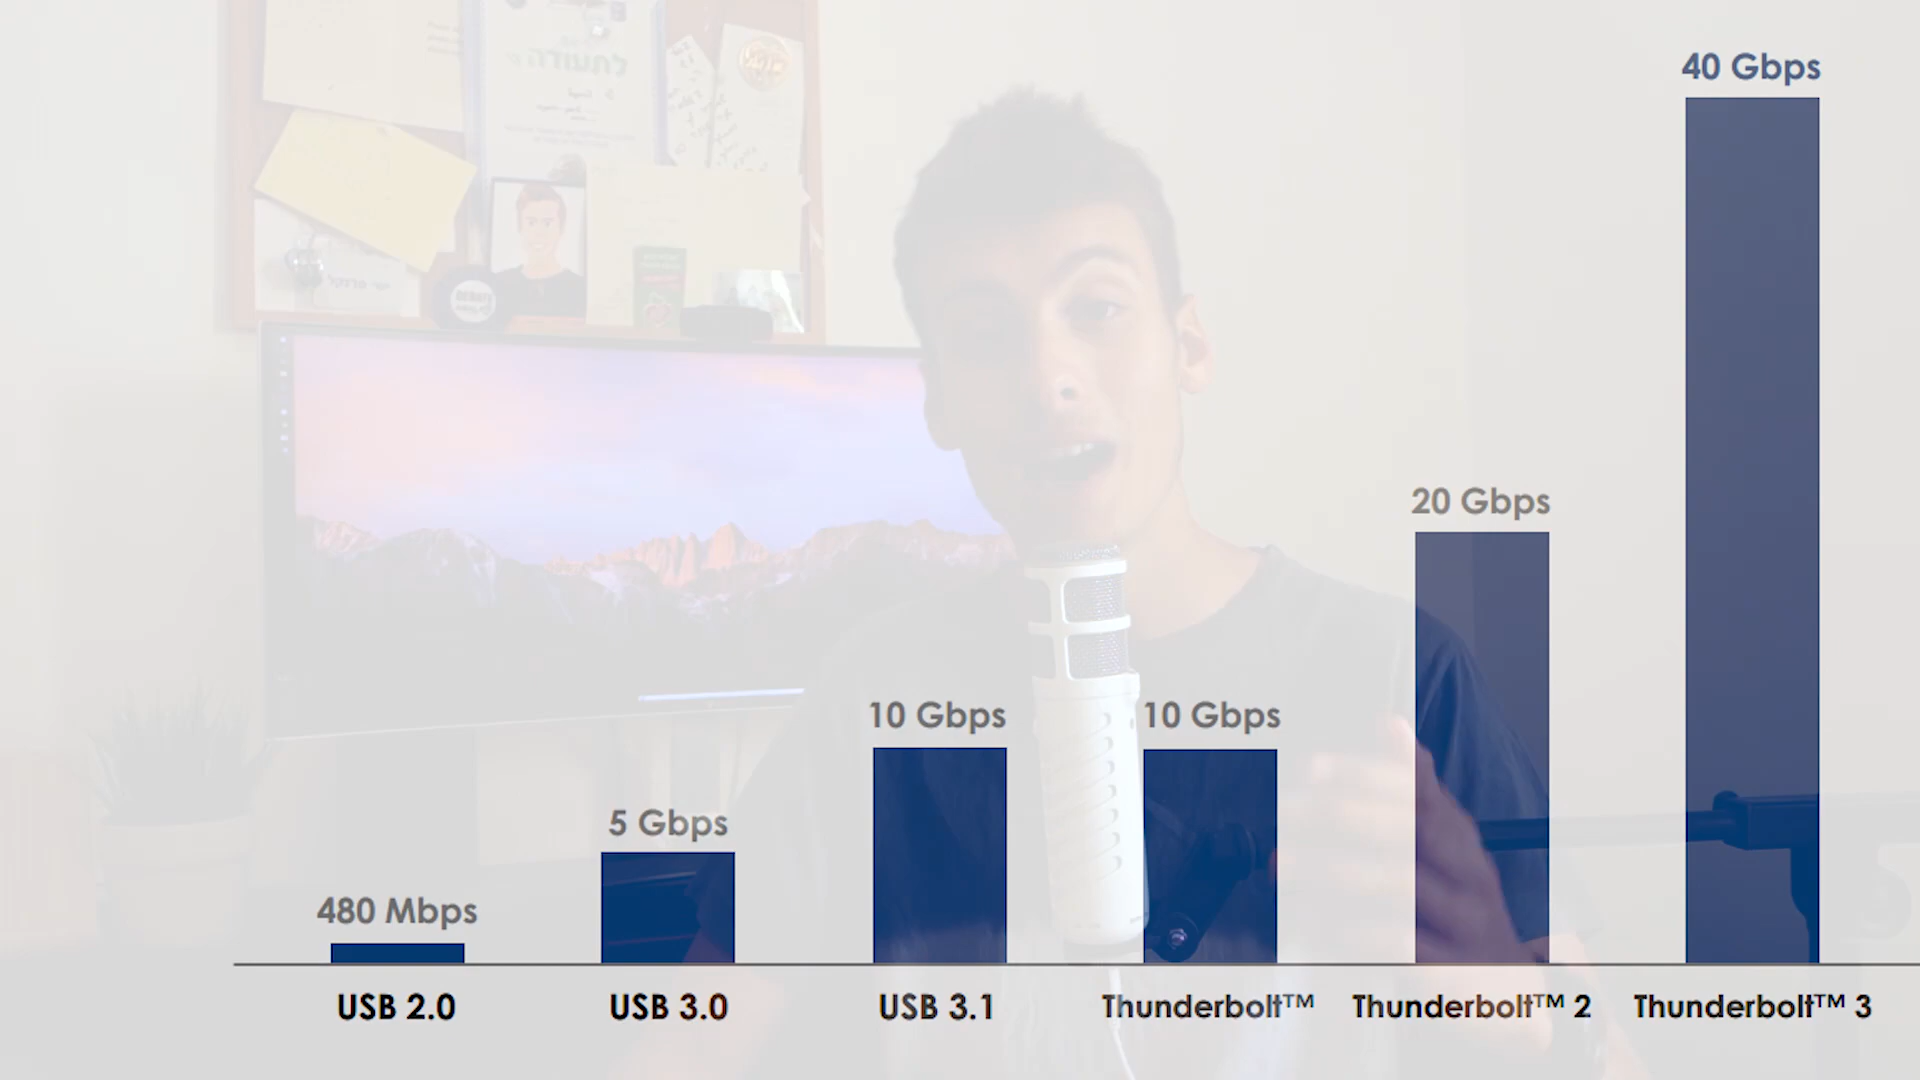 40 Gbps
20 Gbps
10 Gbps
10 Gbps
5 Gbps
480 Mbps
USB 2.0
USB 3.0
USB 3.1
Thunderbolt™
Thunderbolt™ 2
Thunderbolt™ 3